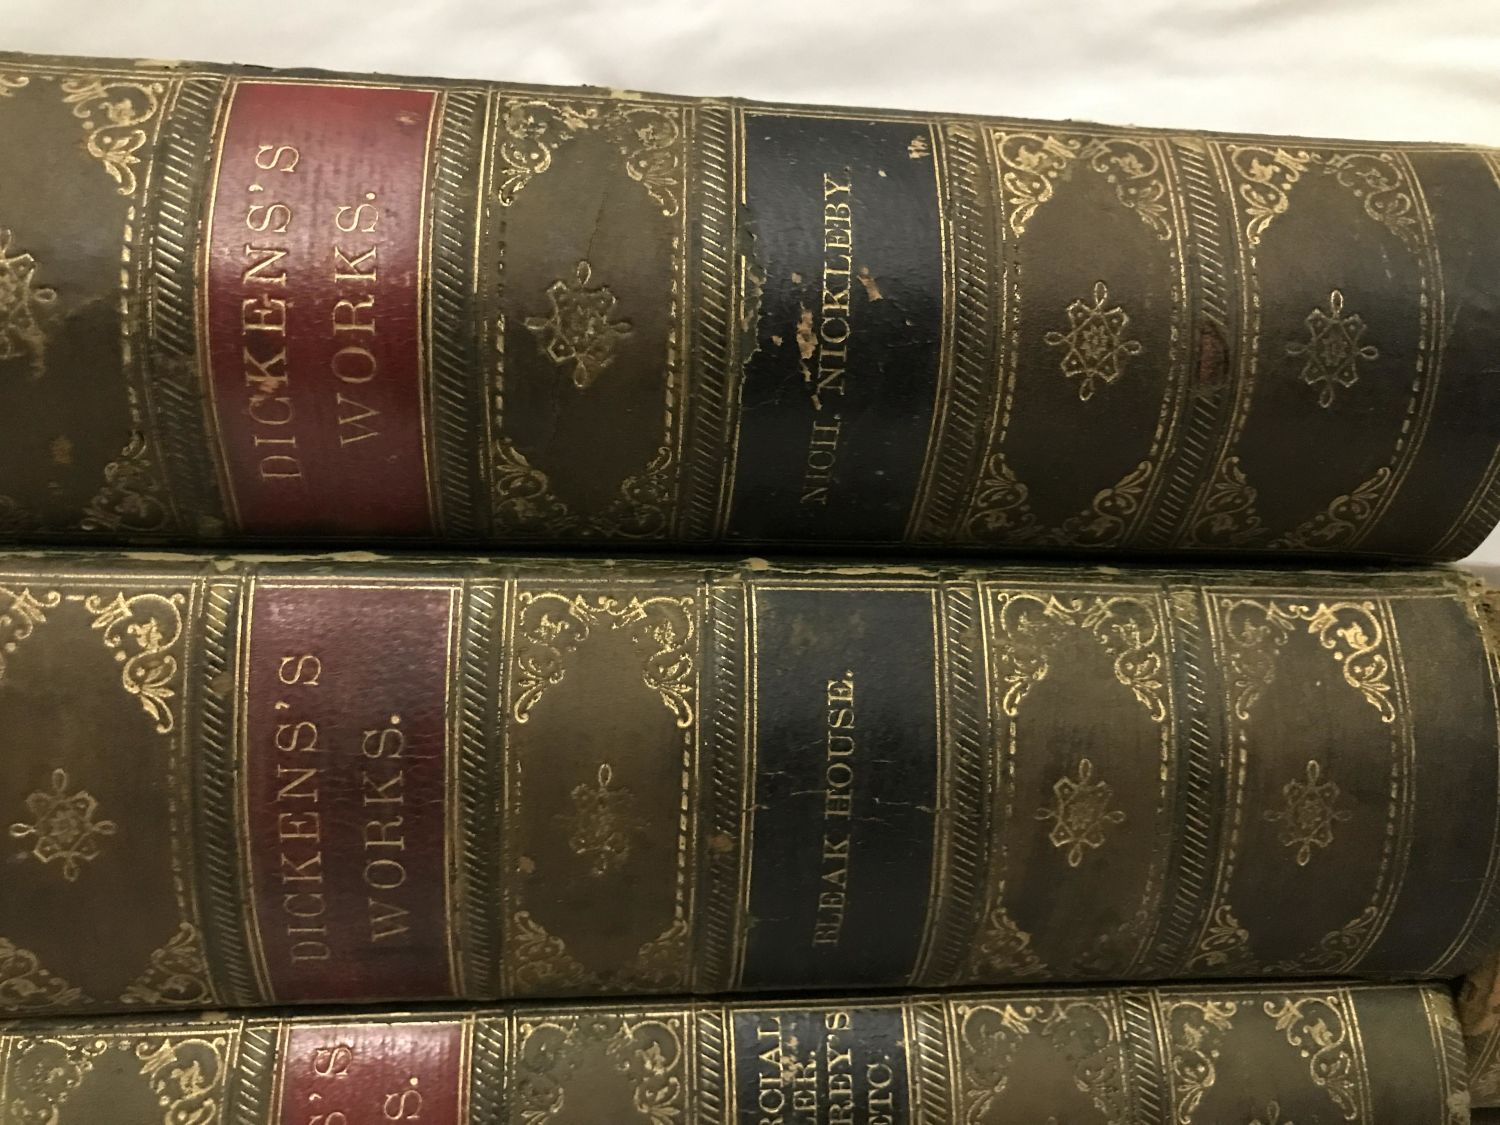 DICKENS'S
WORKS.
NICH. NICKLEBY.
DICKENS'S
WORKS.
BLEAK HOUSE.
S'S
S.
RCIAL
LER.
REY'S
ETC.